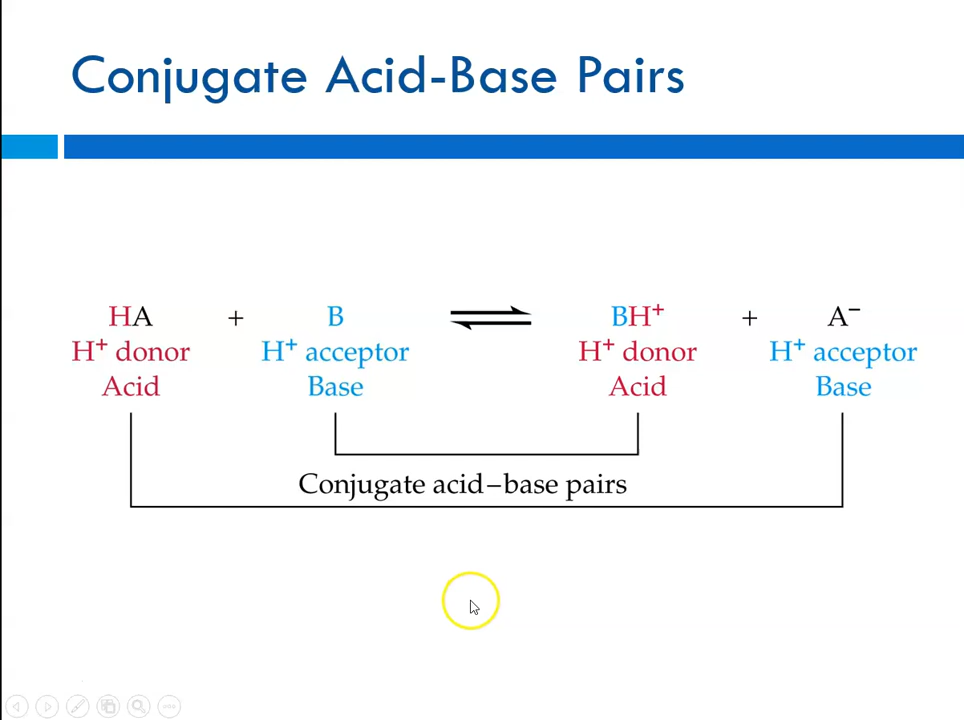 Conjugate Acid-Base Pairs
HA + B ⇌ BH⁺ + A⁻
H⁺ donor H⁺ acceptor H⁺ donor H⁺ acceptor
Acid Base Acid Base
Conjugate acid–base pairs